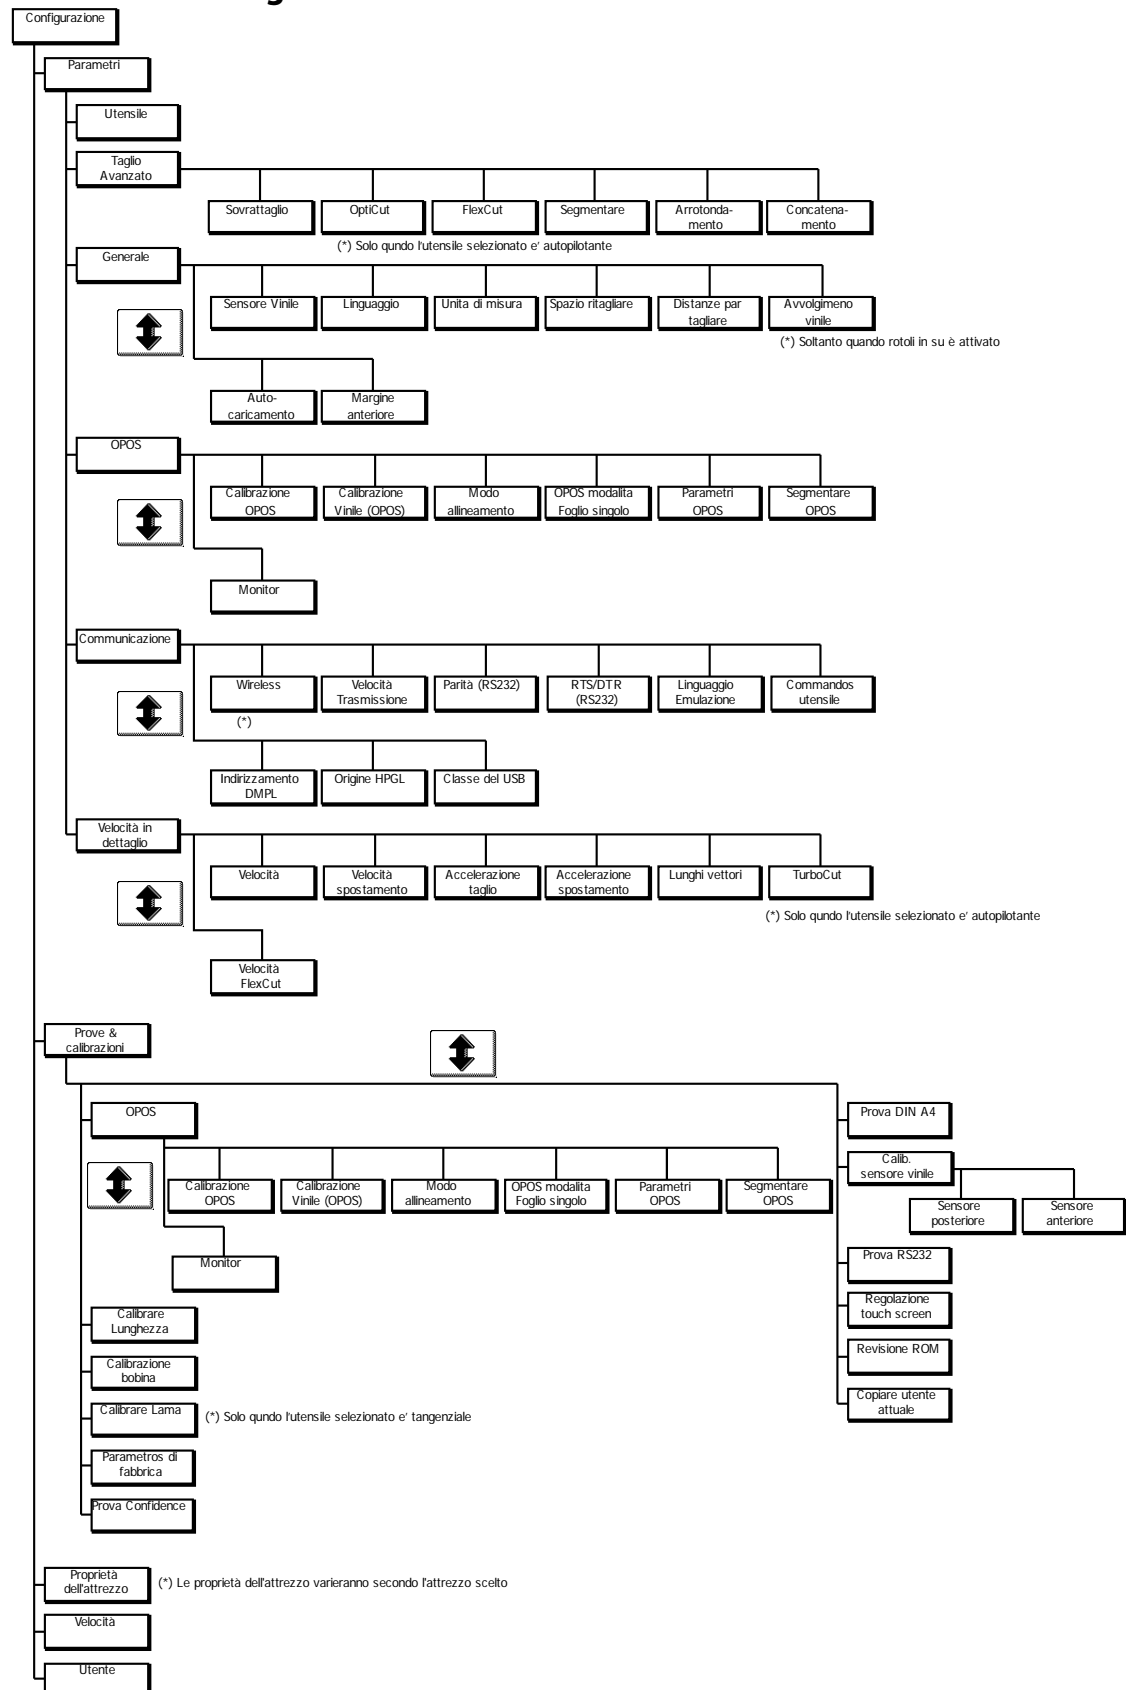 Configurazione
Parametri
Utensile
Taglio
Avanzato
Sovrattaglio
OptiCut
FlexCut
Segmentare
Arrotonda-
mento
Concatena-
mento
(*) Solo qundo l'utensile selezionato e' autopilotante
Generale
Sensore Vinile
Linguaggio
Unita di misura
Spazio ritagliare
Distanze par
tagliare
Avvolgimeno
vinile
(*) Soltanto quando rotoli in su è attivato
Auto-
caricamento
Margine
anteriore
OPOS
Calibrazione
OPOS
Calibrazione
Vinile (OPOS)
Modo
allineamento
OPOS modalita
Foglio singolo
Parametri
OPOS
Segmentare
OPOS
Monitor
Communicazione
Wireless
(*)
Velocità
Trasmissione
Parità (RS232)
RTS/DTR
(RS232)
Linguaggio
Emulazione
Commandos
utensile
Indirizzamento
DMPL
Origine HPGL
Classe del USB
Velocità in
dettaglio
Velocità
Velocità
spostamento
Accelerazione
taglio
Accelerazione
spostamento
Lunghi vettori
TurboCut
(*) Solo qundo l'utensile selezionato e' autopilotante
Velocità
FlexCut
Prove &
calibrazioni
OPOS
Calibrazione
OPOS
Calibrazione
Vinile (OPOS)
Modo
allineamento
OPOS modalita
Foglio singolo
Parametri
OPOS
Segmentare
OPOS
Monitor
Prova DIN A4
Calib.
sensore vinile
Sensore
posteriore
Sensore
anteriore
Prova RS232
Regolazione
touch screen
Revisione ROM
Copiare utente
attuale
Calibrare
Lunghezza
Calibrazione
bobina
Calibrare Lama
(*) Solo qundo l'utensile selezionato e' tangenziale
Parametros di
fabbrica
Prova Confidence
Proprietà
dell'attrezzo
(*) Le proprietà dell'attrezzo varieranno secondo l'attrezzo scelto
Velocità
Utente